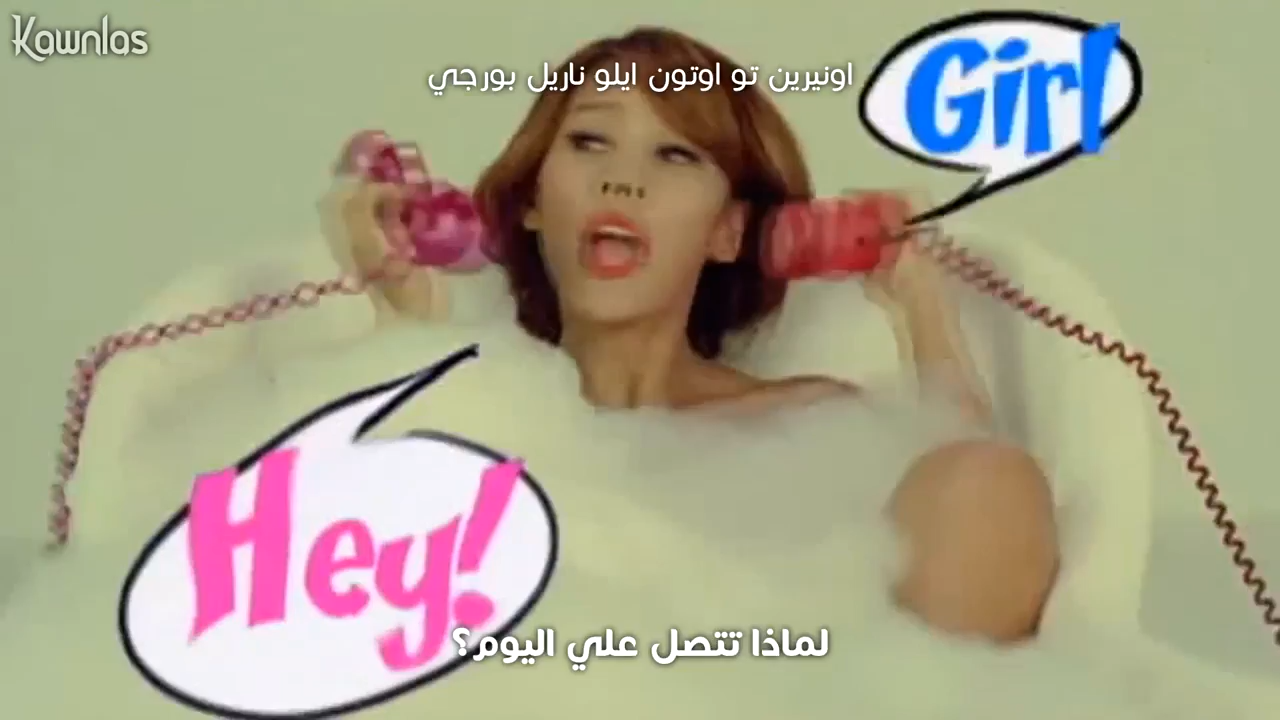 Kawnlas
اونيرين تو اوتون ايلو ناريل بورجي
Girl
Hey!
لماذا تتصل علي اليوم؟